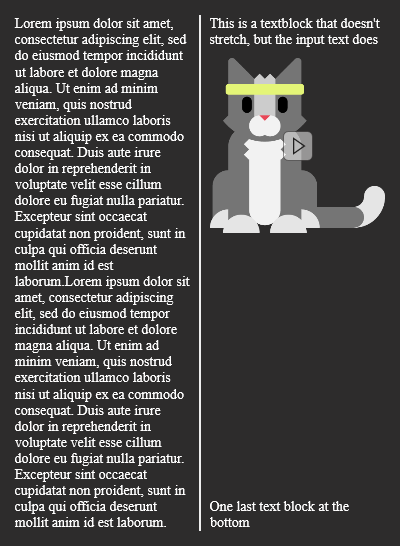 Lorem ipsum dolor sit amet,
consectetur adipiscing elit, sed
do eiusmod tempor incididunt
ut labore et dolore magna
aliqua. Ut enim ad minim
veniam, quis nostrud
exercitation ullamco laboris
nisi ut aliquip ex ea commodo
consequat. Duis aute irure
dolor in reprehenderit in
voluptate velit esse cillum
dolore eu fugiat nulla pariatur.
Excepteur sint occaecat
cupidatat non proident, sunt in
culpa qui officia deserunt
mollit anim id est
laborum.Lorem ipsum dolor sit
amet, consectetur adipiscing
elit, sed do eiusmod tempor
incididunt ut labore et dolore
magna aliqua. Ut enim ad
minim veniam, quis nostrud
exercitation ullamco laboris
nisi ut aliquip ex ea commodo
consequat. Duis aute irure
dolor in reprehenderit in
voluptate velit esse cillum
dolore eu fugiat nulla pariatur.
Excepteur sint occaecat
cupidatat non proident, sunt in
culpa qui officia deserunt
mollit anim id est laborum.
This is a textblock that doesn't
stretch, but the input text does
One last text block at the
bottom